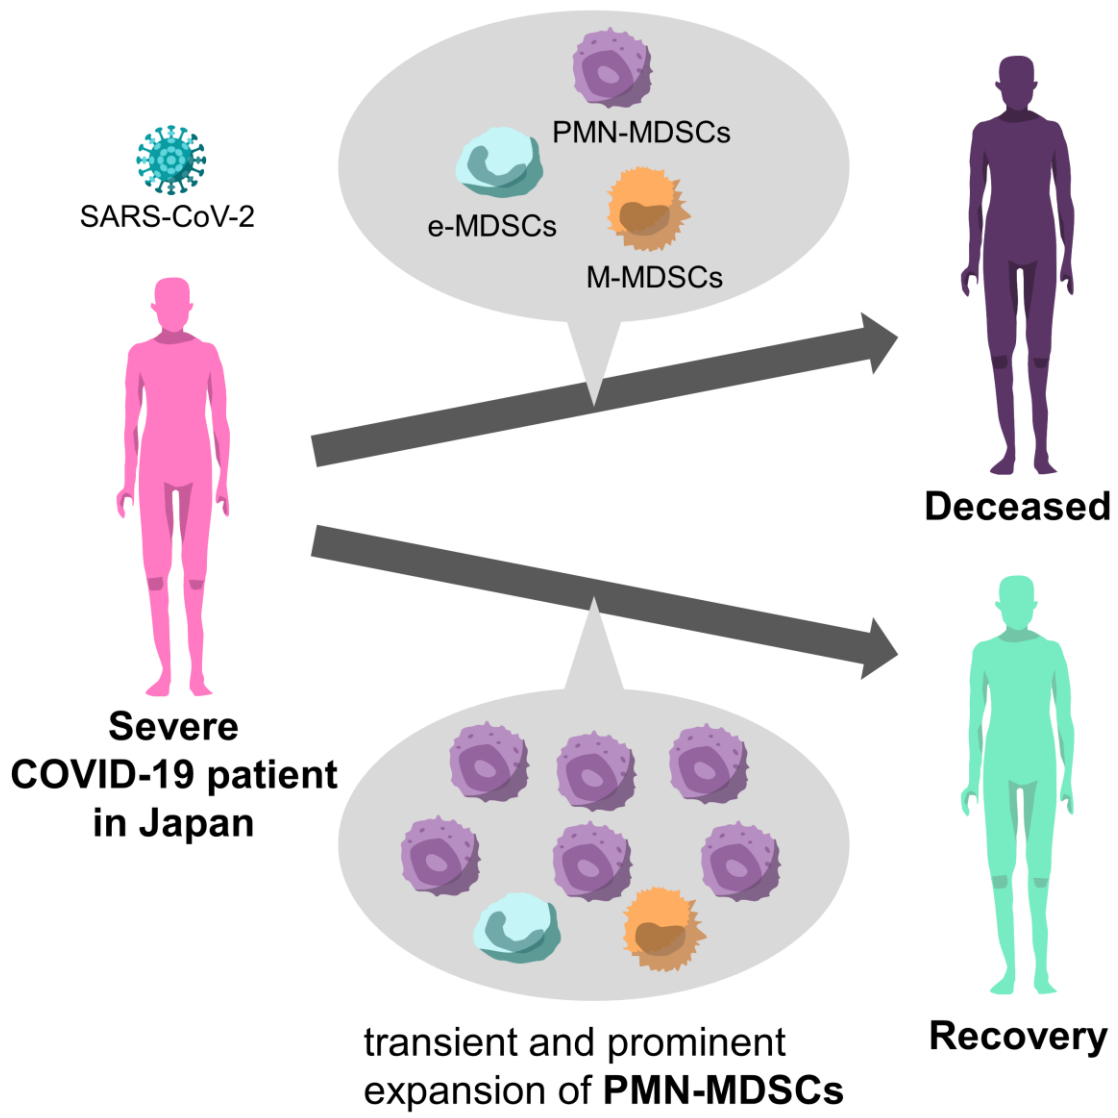 SARS-CoV-2
Severe
COVID-19 patient
in Japan
PMN-MDSCs
e-MDSCs
M-MDSCs
Deceased
transient and prominent
expansion of PMN-MDSCs
Recovery